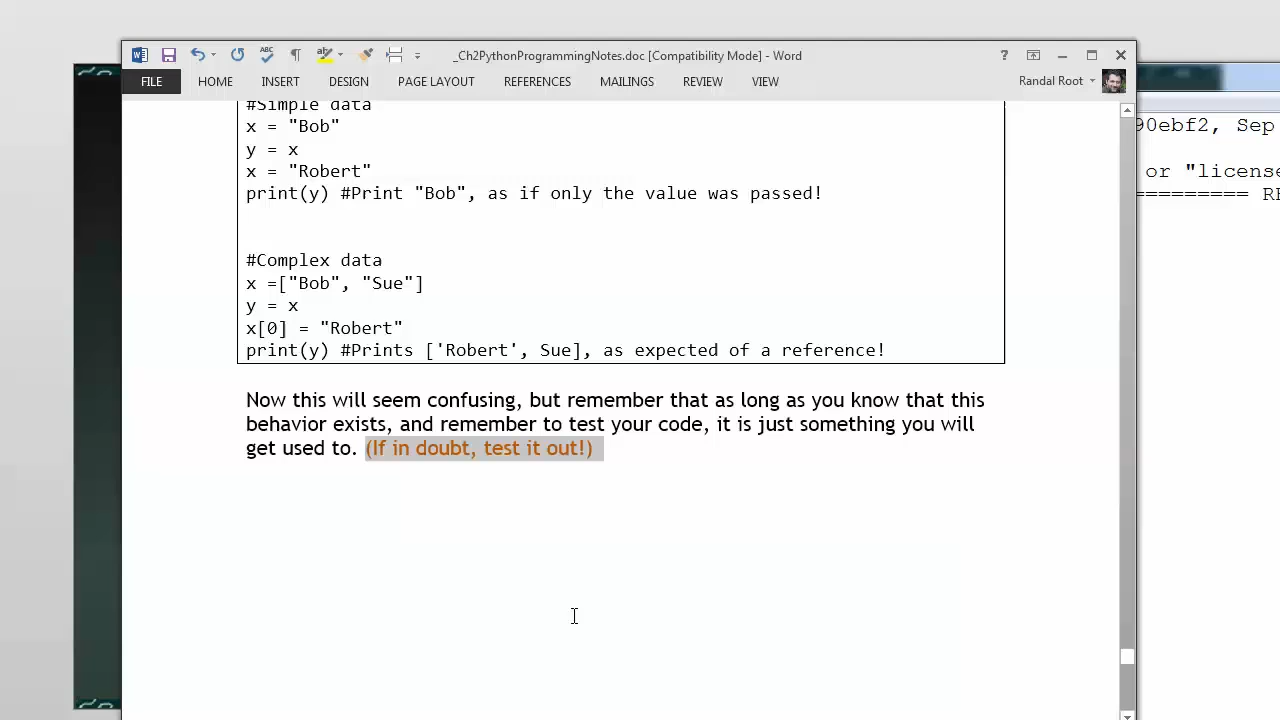 _Ch2PythonProgrammingNotes.doc [Compatibility Mode] - Word
FILE HOME INSERT DESIGN PAGE LAYOUT REFERENCES MAILINGS REVIEW VIEW Randal Root
#Simple data
x = "Bob"
y = x
x = "Robert"
print(y) #Print "Bob", as if only the value was passed!
#Complex data
x =["Bob", "Sue"]
y = x
x[0] = "Robert"
print(y) #Prints ['Robert', Sue], as expected of a reference!
Now this will seem confusing, but remember that as long as you know that this
behavior exists, and remember to test your code, it is just something you will
get used to. (If in doubt, test it out!)
90ebf2, Sep
or "license
========= RE